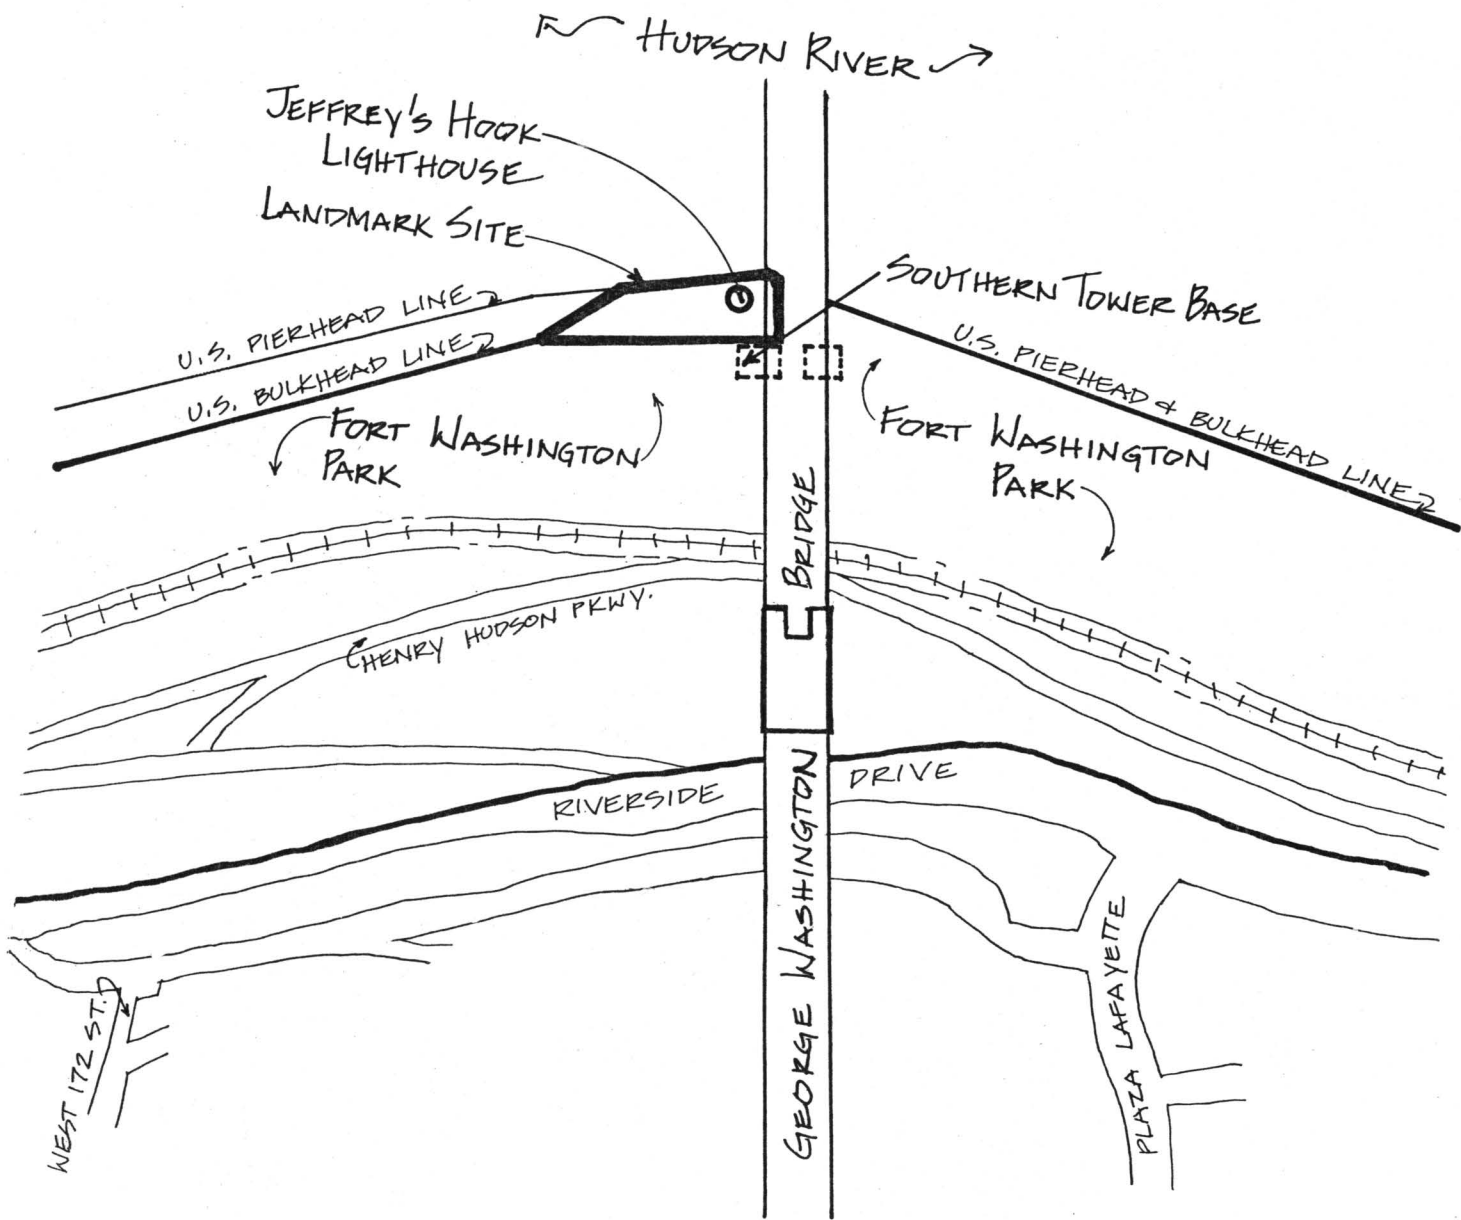 HUDSON RIVER
JEFFREY'S HOOK
LIGHTHOUSE
LANDMARK SITE
SOUTHERN TOWER BASE
U.S. PIERHEAD LINE
U.S. BULKHEAD LINE
U.S. PIERHEAD & BULKHEAD LINE
FORT WASHINGTON
PARK
FORT WASHINGTON
PARK
HENRY HUDSON PKWY.
RIVERSIDE DRIVE
GEORGE WASHINGTON BRIDGE
WEST 172 ST.
PLAZA LAFAYETTE